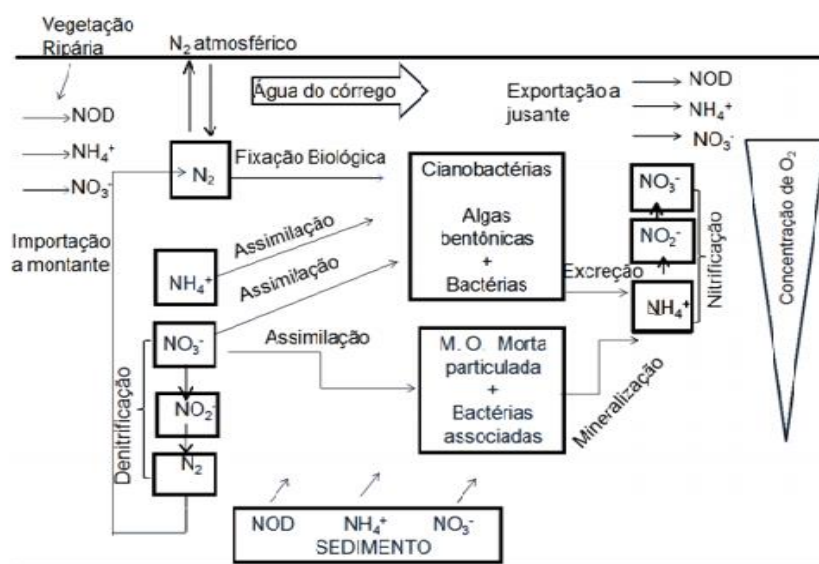 Vegetação
Ripária
N₂ atmosférico
Água do córrego
Exportação a
jusante
NOD
NH₄⁺
NO₃⁻
NOD
NH₄⁺
NO₃⁻
Importação
a montante
N₂
Fixação Biológica
Cianobactérias
Algas
bentônicas
+
Bactérias
Assimilação
Assimilação
NH₄⁺
NO₃⁻
Assimilação
NO₂⁻
N₂
Denitrificação
M. O. Morta
particulada
+
Bactérias
associadas
Excreção
Mineralização
NO₃⁻
NO₂⁻
NH₄⁺
Nitrificação
Concentração de O₂
NOD NH₄⁺ NO₃⁻
SEDIMENTO